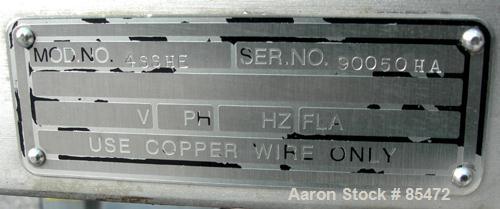 MOD.NO. 4SSHE SER.NO. 90050HA
V PH HZ FLA
USE COPPER WIRE ONLY
Aaron Stock # 85472